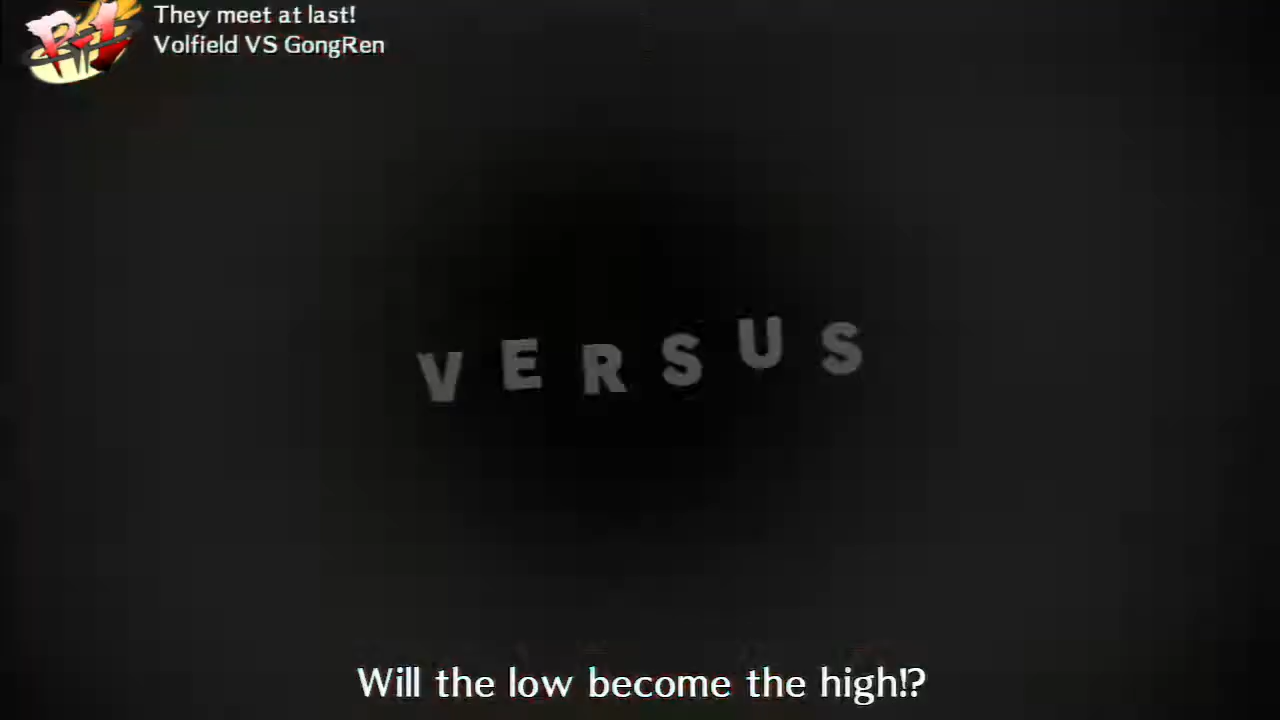 They meet at last!
Volfield VS GongRen
VERSUS
Will the low become the high!?